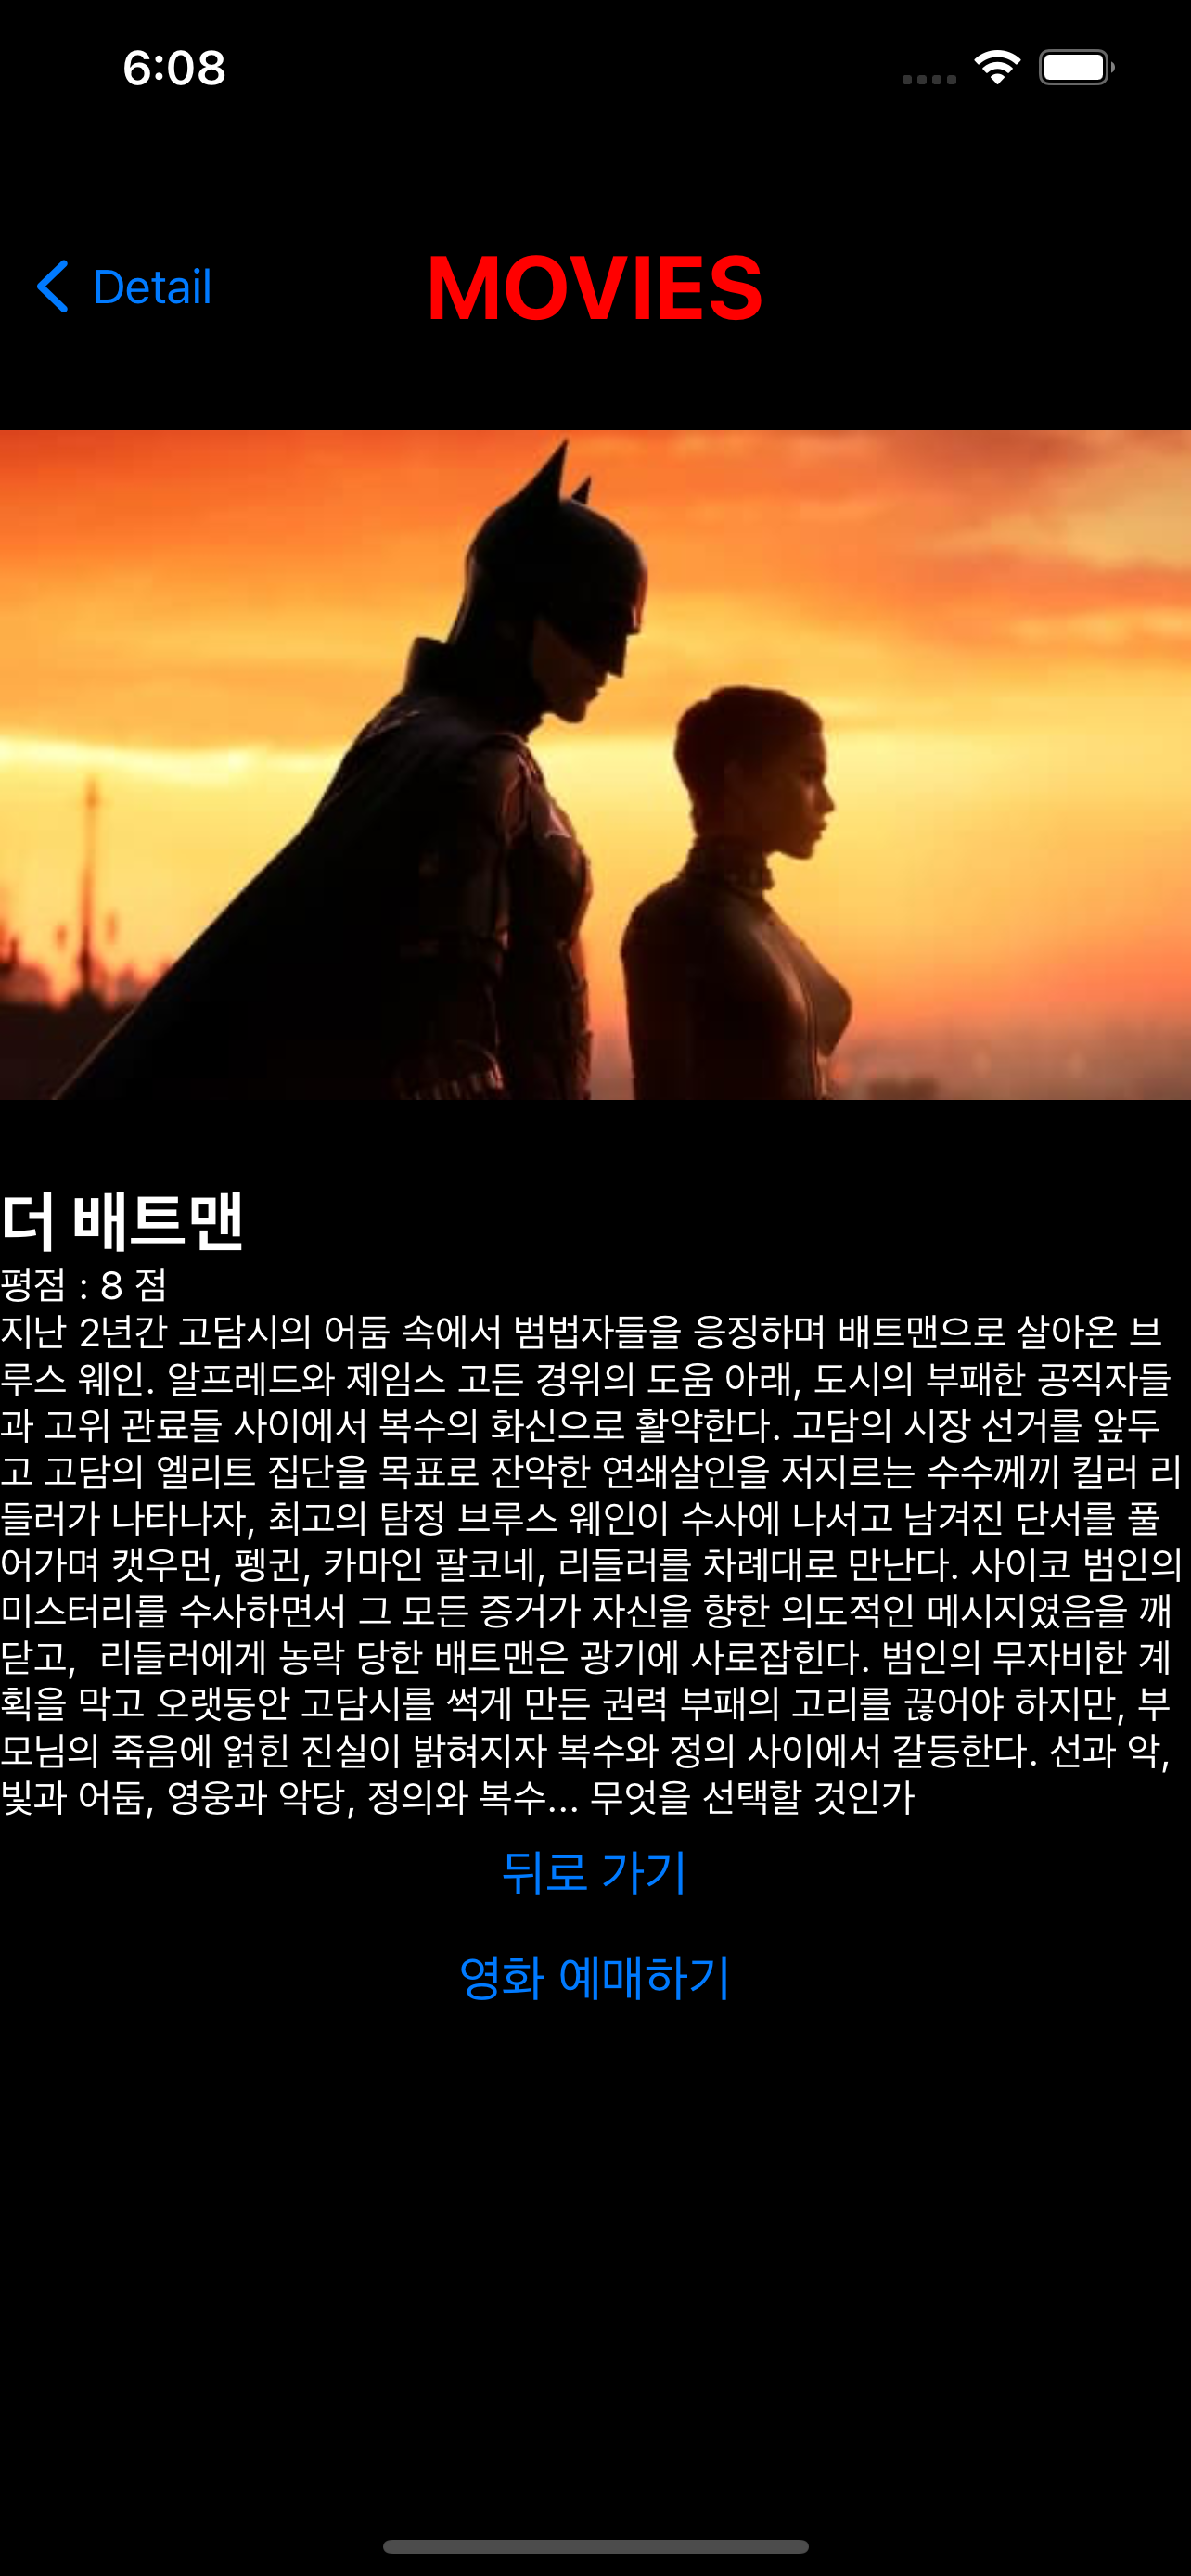 6:08
Detail
MOVIES
더 배트맨
평점 : 8 점
지난 2년간 고담시의 어둠 속에서 범법자들을 응징하며 배트맨으로 살아온 브
루스 웨인. 알프레드와 제임스 고든 경위의 도움 아래, 도시의 부패한 공직자들
과 고위 관료들 사이에서 복수의 화신으로 활약한다. 고담의 시장 선거를 앞두
고 고담의 엘리트 집단을 목표로 잔악한 연쇄살인을 저지르는 수수께끼 킬러 리
들러가 나타나자, 최고의 탐정 브루스 웨인이 수사에 나서고 남겨진 단서를 풀
어가며 캣우먼, 펭귄, 카마인 팔코네, 리들러를 차례대로 만난다. 사이코 범인의
미스터리를 수사하면서 그 모든 증거가 자신을 향한 의도적인 메시지였음을 깨
닫고,  리들러에게 농락 당한 배트맨은 광기에 사로잡힌다. 범인의 무자비한 계
획을 막고 오랫동안 고담시를 썩게 만든 권력 부패의 고리를 끊어야 하지만, 부
모님의 죽음에 얽힌 진실이 밝혀지자 복수와 정의 사이에서 갈등한다. 선과 악,
빛과 어둠, 영웅과 악당, 정의와 복수... 무엇을 선택할 것인가
뒤로 가기
영화 예매하기